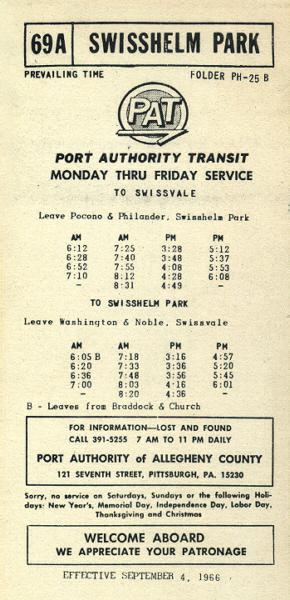 69A SWISSHELM PARK
PREVAILING TIME FOLDER PH-25 B
PAT
PORT AUTHORITY TRANSIT
MONDAY THRU FRIDAY SERVICE
TO SWISSVALE
Leave Pocono & Philander, Swisshelm Park
AM AM PM PM
6:12 7:25 3:28 5:12
6:28 7:40 3:48 5:37
6:52 7:55 4:08 5:53
7:10 8:12 4:28 6:08
- 8:31 4:49 -
TO SWISSHELM PARK
Leave Washington & Noble, Swissvale
AM AM PM PM
6:05 B 7:18 3:16 4:57
6:20 7:33 3:36 5:20
6:36 7:48 3:56 5:45
7:00 8:03 4:16 6:01
- 8:20 4:36 -
B - Leaves from Braddock & Church
FOR INFORMATION—LOST AND FOUND
CALL 391-5255 7 AM TO 11 PM DAILY
PORT AUTHORITY OF ALLEGHENY COUNTY
121 SEVENTH STREET, PITTSBURGH, PA. 15230
Sorry, no service on Saturdays, Sundays or the following Holi-
days: New Year's, Memorial Day, Independence Day, Labor Day,
Thanksgiving and Christmas
WELCOME ABOARD
WE APPRECIATE YOUR PATRONAGE
EFFECTIVE SEPTEMBER 4, 1966